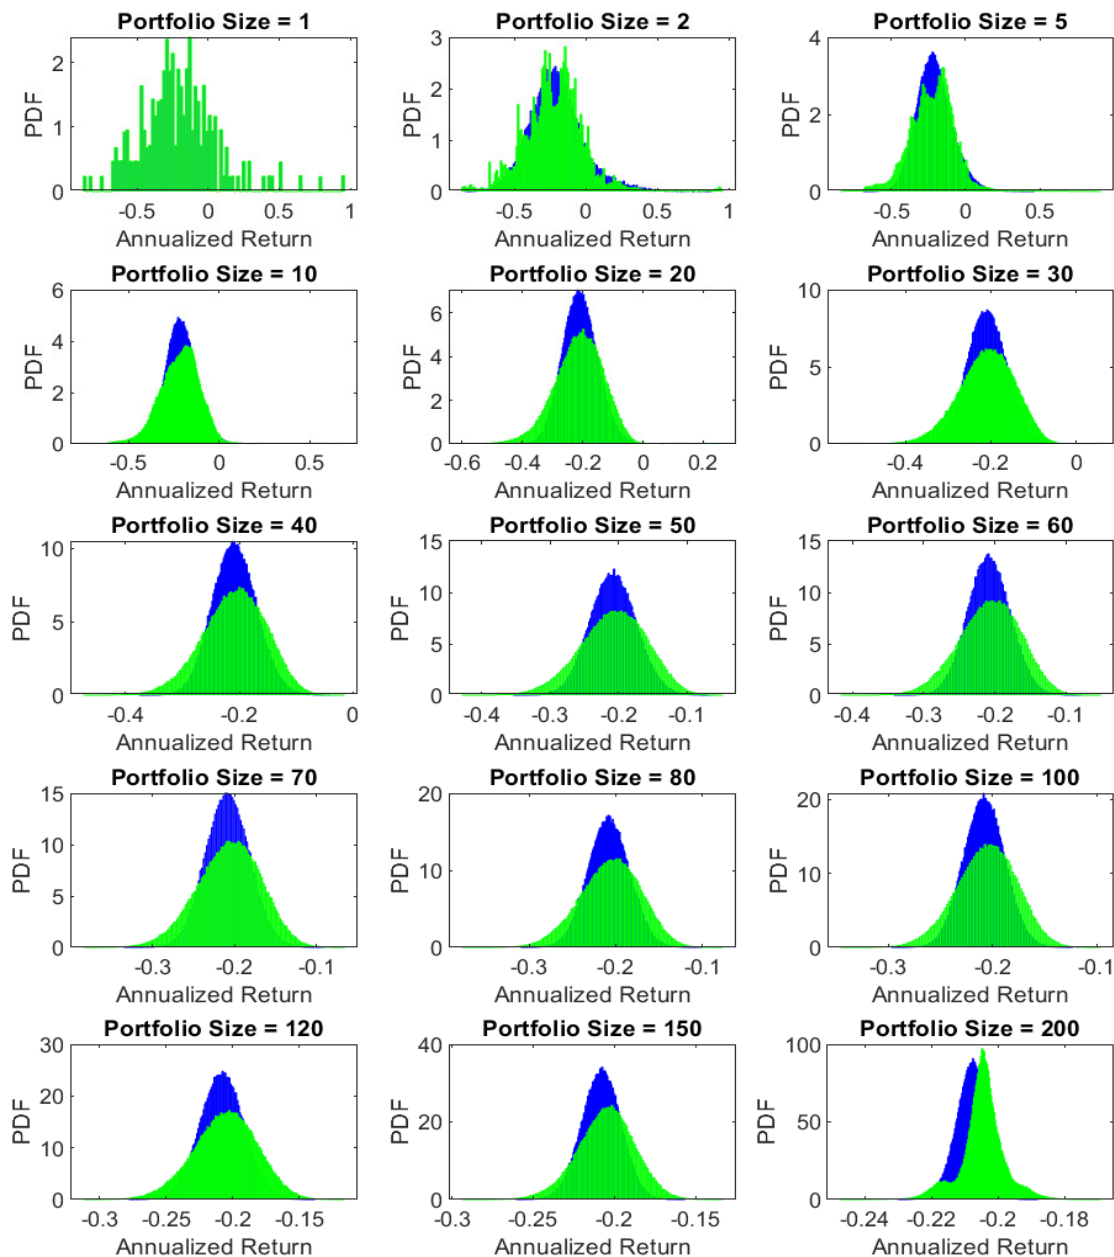 Portfolio Size = 1
2
1
0
PDF
-0.5 0 0.5 1
Annualized Return
Portfolio Size = 2
3
2
1
0
PDF
-0.5 0 0.5 1
Annualized Return
Portfolio Size = 5
4
2
0
PDF
-0.5 0 0.5
Annualized Return
Portfolio Size = 10
6
4
2
0
PDF
-0.5 0 0.5
Annualized Return
Portfolio Size = 20
6
4
2
0
PDF
-0.6 -0.4 -0.2 0 0.2
Annualized Return
Portfolio Size = 30
10
5
0
PDF
-0.4 -0.2 0
Annualized Return
Portfolio Size = 40
10
5
0
PDF
-0.4 -0.2 0
Annualized Return
Portfolio Size = 50
15
10
5
0
PDF
-0.4 -0.3 -0.2 -0.1
Annualized Return
Portfolio Size = 60
15
10
5
0
PDF
-0.4 -0.3 -0.2 -0.1
Annualized Return
Portfolio Size = 70
15
10
5
0
PDF
-0.3 -0.2 -0.1
Annualized Return
Portfolio Size = 80
20
10
0
PDF
-0.3 -0.2 -0.1
Annualized Return
Portfolio Size = 100
20
10
0
PDF
-0.3 -0.2 -0.1
Annualized Return
Portfolio Size = 120
30
20
10
0
PDF
-0.3 -0.25 -0.2 -0.15
Annualized Return
Portfolio Size = 150
40
20
0
PDF
-0.3 -0.25 -0.2 -0.15
Annualized Return
Portfolio Size = 200
100
50
0
PDF
-0.24 -0.22 -0.2 -0.18
Annualized Return